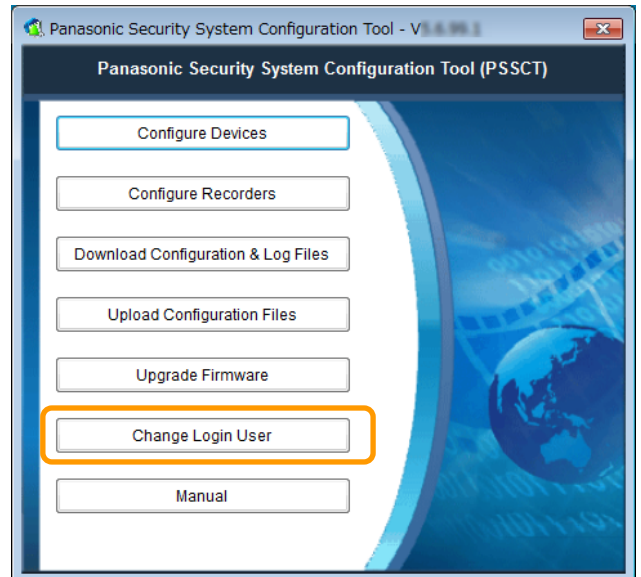 Panasonic Security System Configuration Tool - V
Panasonic Security System Configuration Tool (PSSCT)
Configure Devices
Configure Recorders
Download Configuration & Log Files
Upload Configuration Files
Upgrade Firmware
Change Login User
Manual